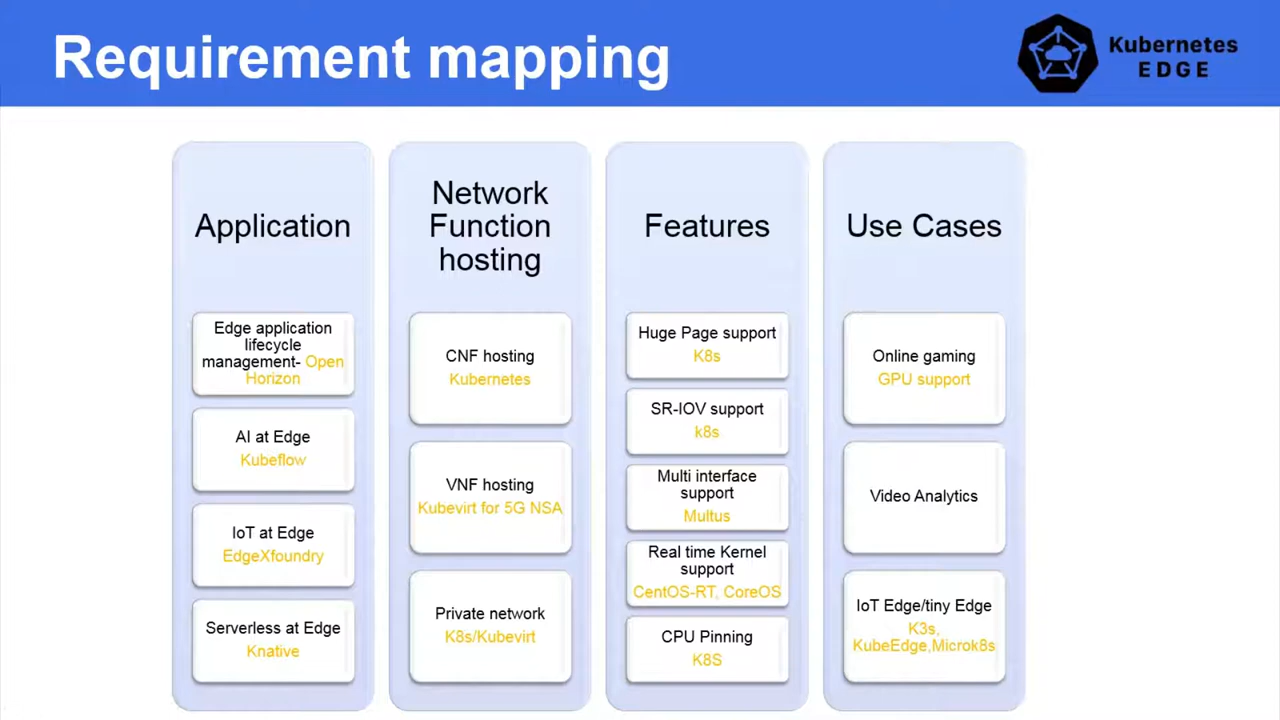 Requirement mapping
Kubernetes
EDGE
Application
Edge application
lifecycle
management- Open
Horizon
AI at Edge
Kubeflow
IoT at Edge
EdgeXfoundry
Serverless at Edge
Knative
Network
Function
hosting
CNF hosting
Kubernetes
VNF hosting
Kubevirt for 5G NSA
Private network
K8s/Kubevirt
Features
Huge Page support
K8s
SR-IOV support
k8s
Multi interface
support
Multus
Real time Kernel
support
CentOS-RT, CoreOS
CPU Pinning
K8S
Use Cases
Online gaming
GPU support
Video Analytics
IoT Edge/tiny Edge
K3s,
KubeEdge,Microk8s